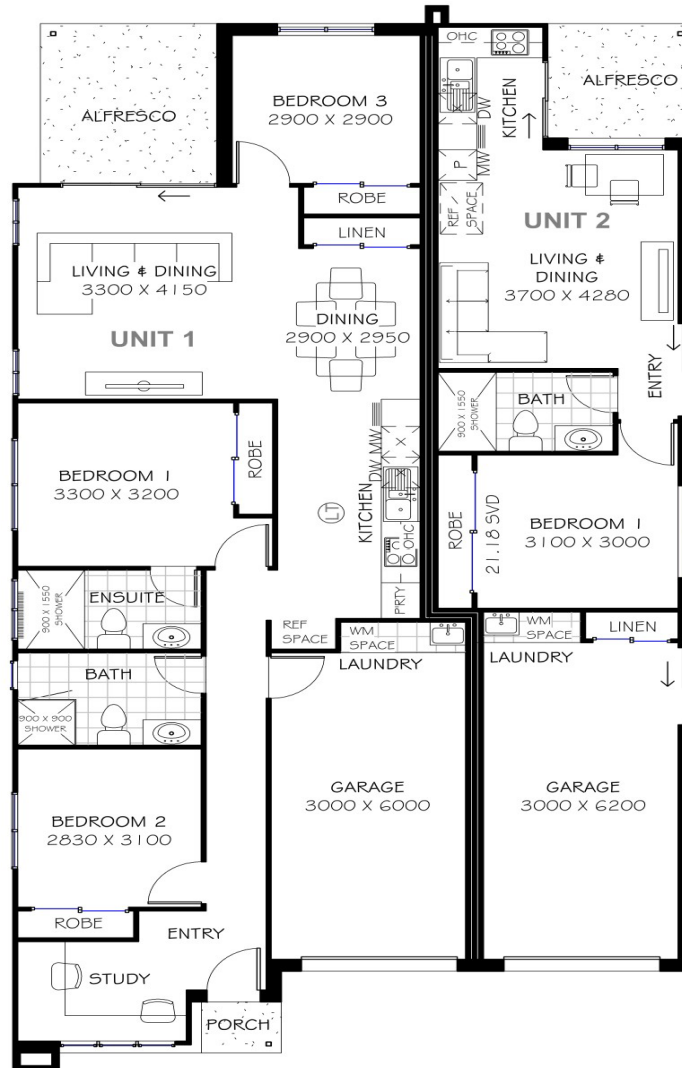 ALFRESCO
BEDROOM 3
2900 X 2900
ROBE
LINEN
LIVING & DINING
3300 X 4150
UNIT 1
DINING
2900 X 2950
BEDROOM 1
3300 X 3200
ROBE
DW MW
X
KITCHEN
LT
OHC
PRTY
REF
SPACE
ENSUITE
900 X 1550
SHOWER
BATH
900 X 900
SHOWER
WM
SPACE
LAUNDRY
GARAGE
3000 X 6000
BEDROOM 2
2830 X 3100
ROBE
ENTRY
STUDY
PORCH
OHC
ALFRESCO
KITCHEN
X
DW
MW
P
REF
SPACE
UNIT 2
LIVING &
DINING
3700 X 4280
ENTRY
BATH
900 X 1550
SHOWER
ROBE
21.18 SVD
BEDROOM 1
3100 X 3000
WM
SPACE
LINEN
LAUNDRY
GARAGE
3000 X 6200